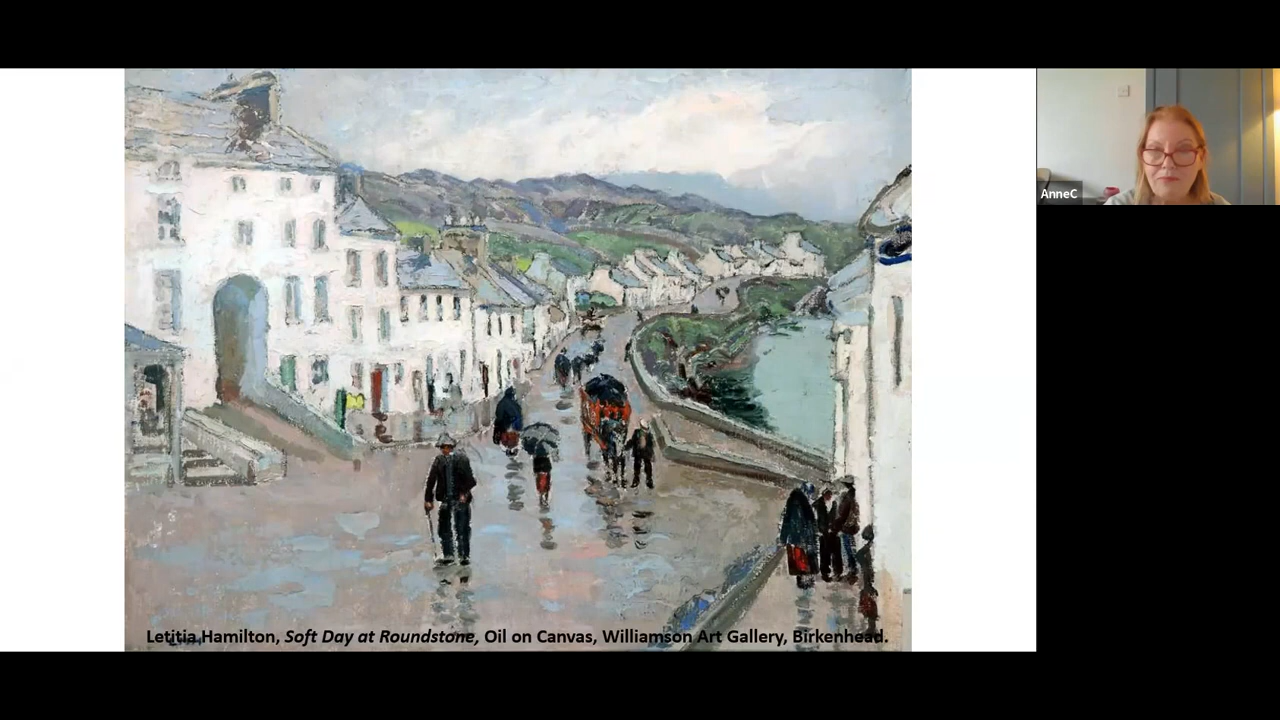 AnneC
Letitia Hamilton, Soft Day at Roundstone, Oil on Canvas, Williamson Art Gallery, Birkenhead.